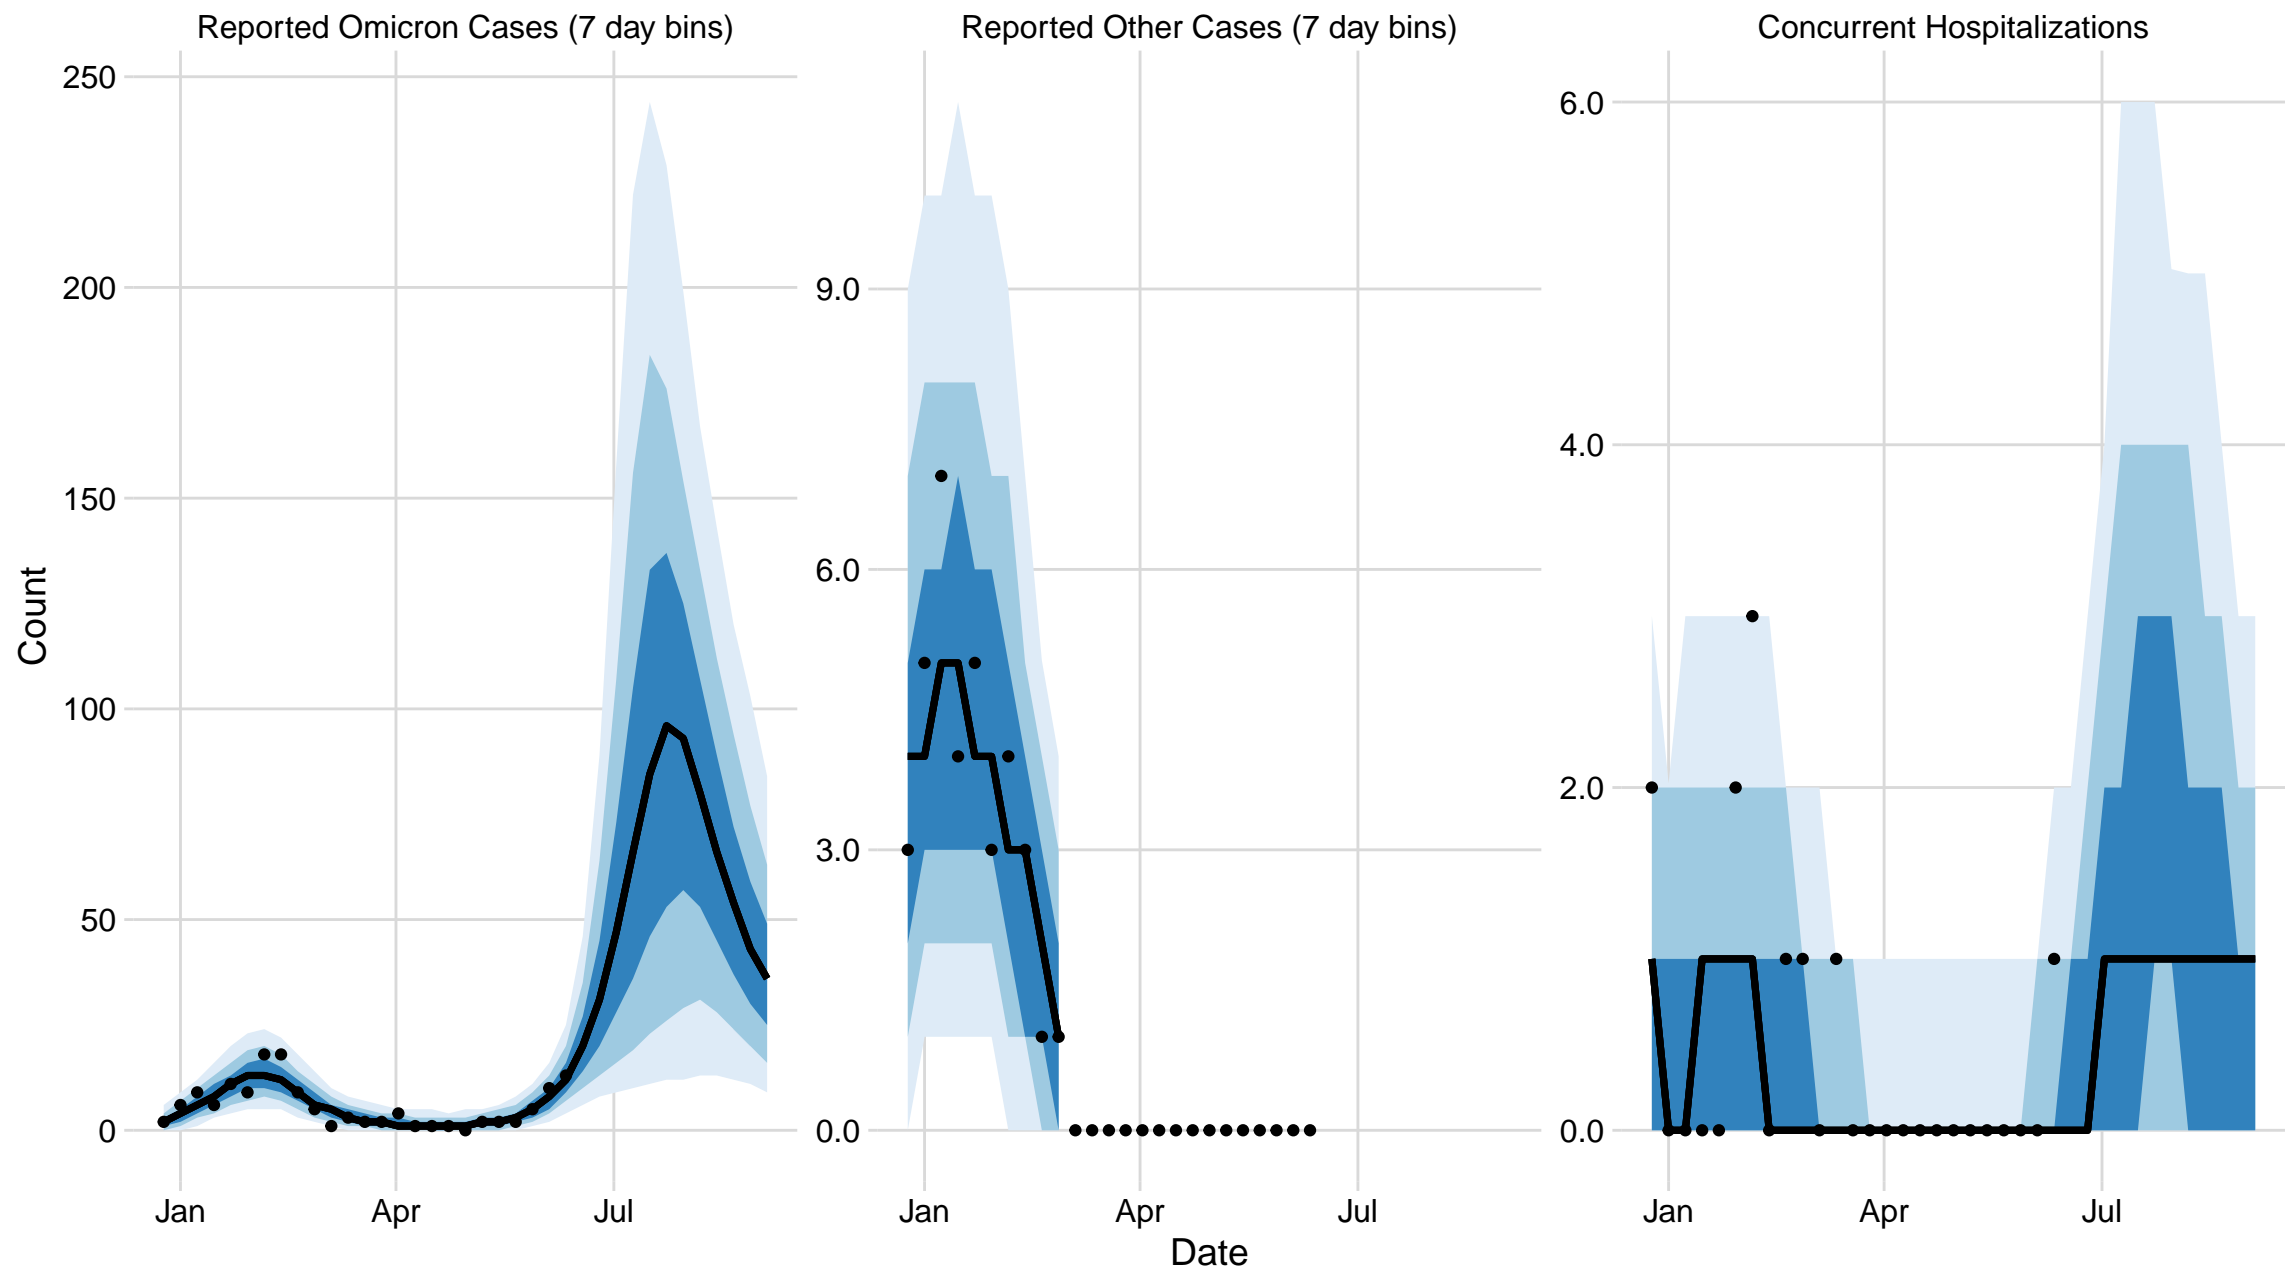 Reported Omicron Cases (7 day bins)
Reported Other Cases (7 day bins)
Concurrent Hospitalizations
Count
250
200
150
100
50
0
Jan
Apr
Jul
9.0
6.0
3.0
0.0
Jan
Apr
Jul
6.0
4.0
2.0
0.0
Jan
Apr
Jul
Date